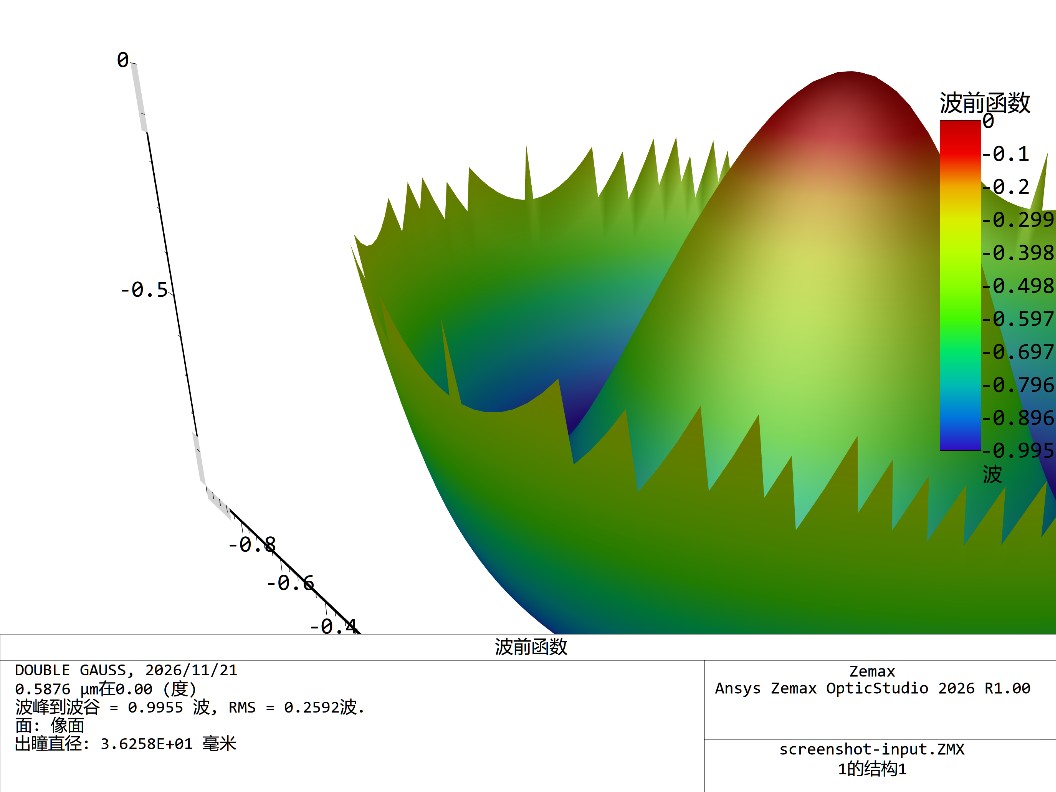 0
-0.5
-0.8
-0.6
-0.4
波前函数
0
-0.1
-0.2
-0.299
-0.398
-0.498
-0.597
-0.697
-0.796
-0.896
-0.995
波
波前函数
DOUBLE GAUSS, 2026/11/21
0.5876 µm在0.00 (度)
波峰到波谷 = 0.9955 波, RMS = 0.2592波.
面: 像面
出瞳直径: 3.6258E+01 毫米
Zemax
Ansys Zemax OpticStudio 2026 R1.00
screenshot-input.ZMX
1的结构1